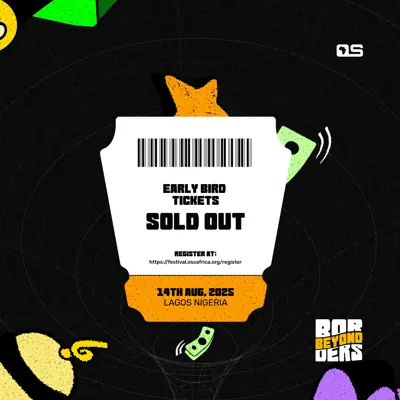 OS
EARLY BIRD
TICKETS
SOLD OUT
REGISTER AT:
https://festival.oscafrica.org/register
14TH AUG, 2025
LAGOS NIGERIA
BOR
BEYOND
DERS